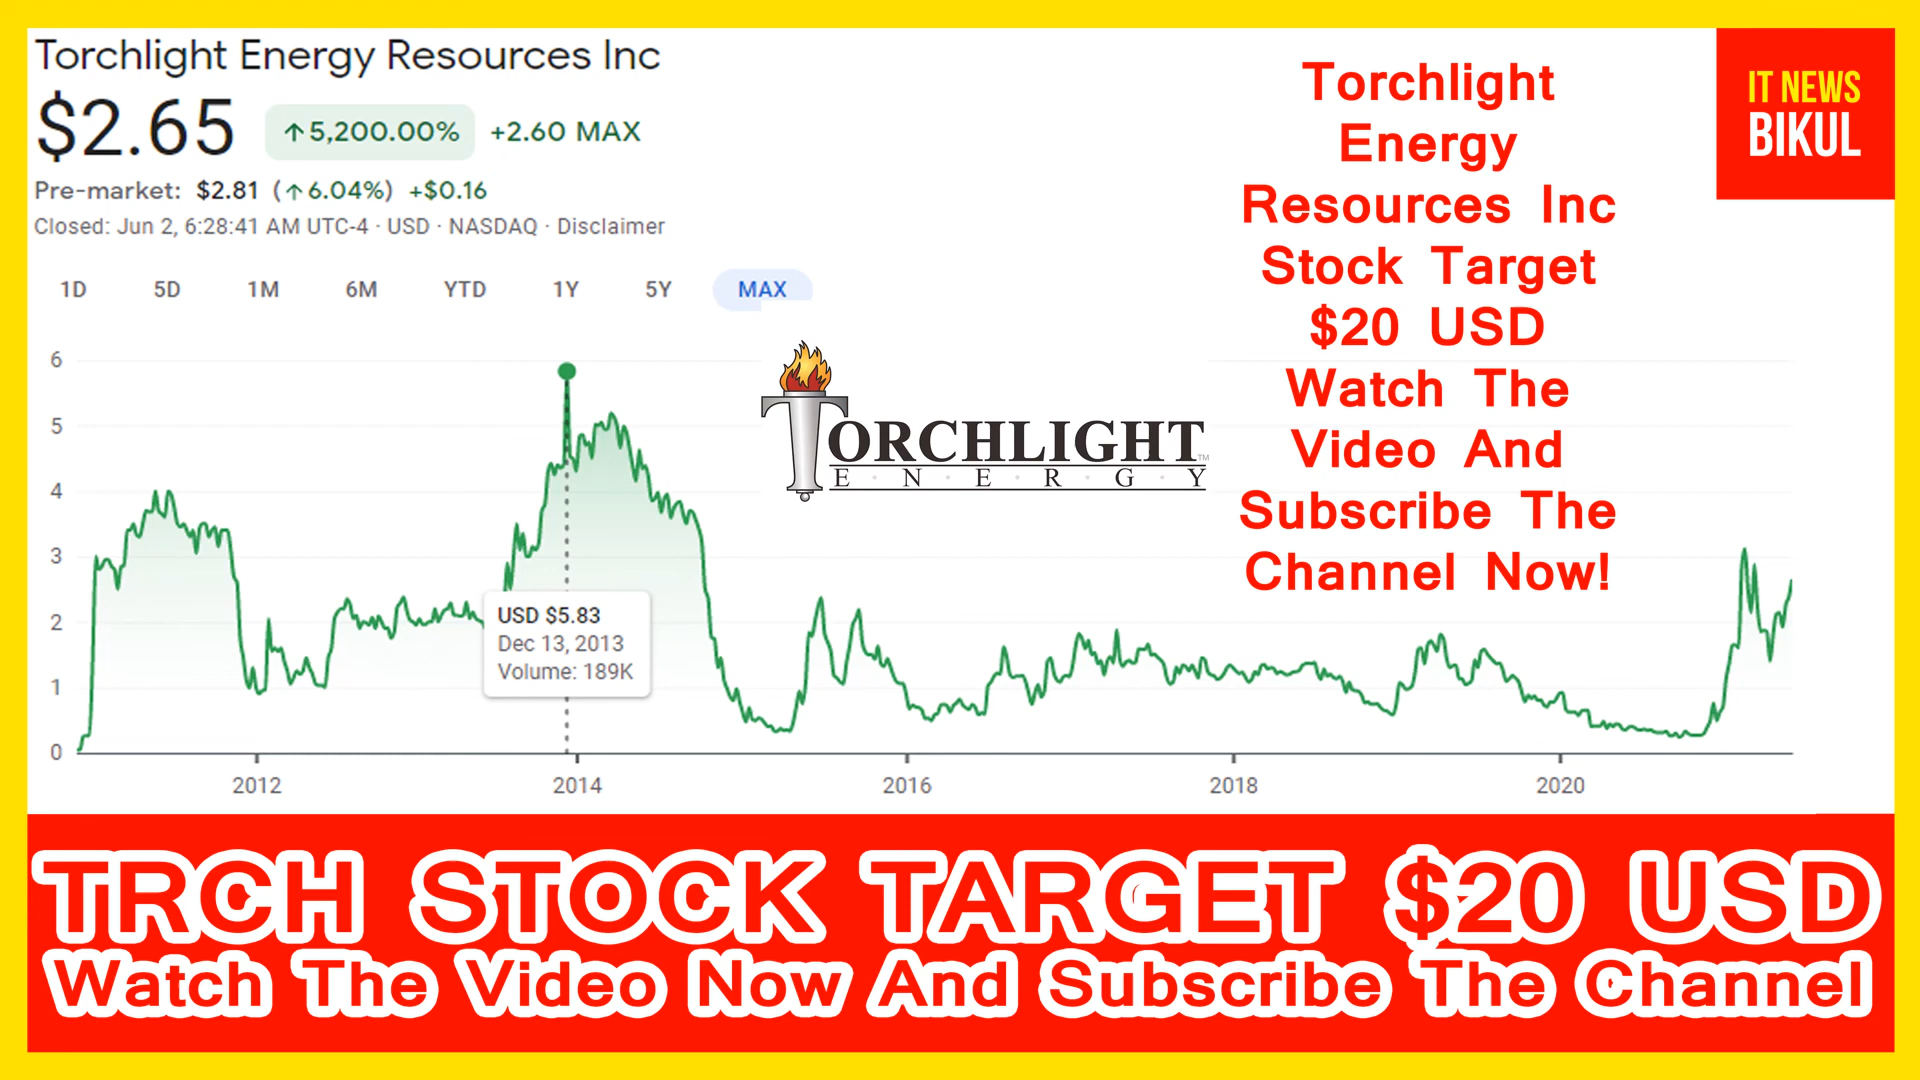 Torchlight Energy Resources Inc
$2.65 ↑5,200.00% +2.60 MAX
Pre-market: $2.81 (↑6.04%) +$0.16
Closed: Jun 2, 6:28:41 AM UTC-4 · USD · NASDAQ · Disclaimer
1D 5D 1M 6M YTD 1Y 5Y MAX
6
5
4
3
2
1
0
USD $5.83
Dec 13, 2013
Volume: 189K
2012 2014 2016 2018 2020
TORCHLIGHT™
E·N·E·R·G·Y
Torchlight
Energy
Resources Inc
Stock Target
$20 USD
Watch The
Video And
Subscribe The
Channel Now!
IT NEWS
BIKUL
TRCH STOCK TARGET $20 USD
Watch The Video Now And Subscribe The Channel